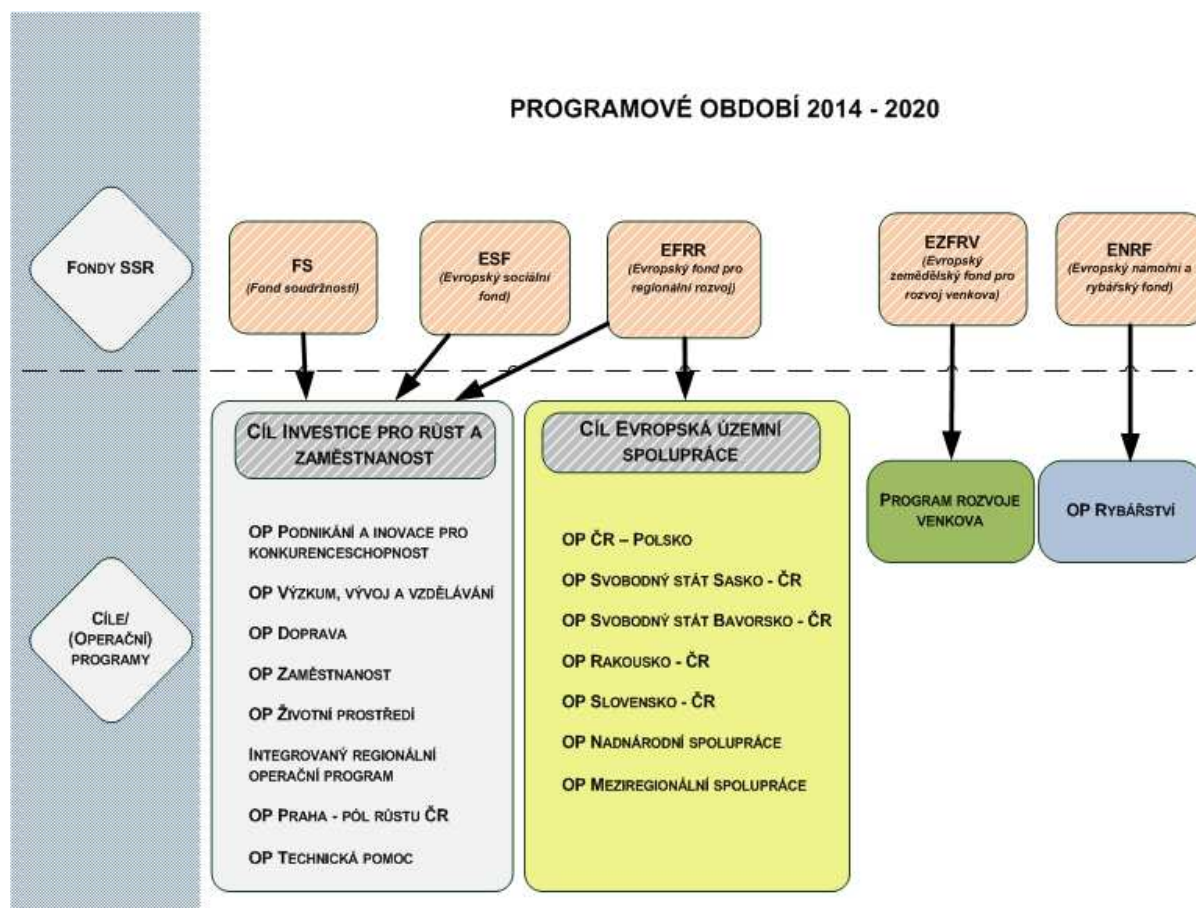 PROGRAMOVÉ OBDOBÍ 2014 - 2020
FONDY SSR
FS
(Fond soudržnosti)
ESF
(Evropský sociální
fond)
EFRR
(Evropský fond pro
regionální rozvoj)
EZFRV
(Evropský
zemědělský fond pro
rozvoj venkova)
ENRF
(Evropský námořní a
rybářský fond)
CÍLE/
(OPERAČNÍ)
PROGRAMY
CÍL INVESTICE PRO RŮST A
ZAMĚSTNANOST
OP PODNIKÁNÍ A INOVACE PRO
KONKURENCESCHOPNOST
OP VÝZKUM, VÝVOJ A VZDĚLÁVÁNÍ
OP DOPRAVA
OP ZAMĚSTNANOST
OP ŽIVOTNÍ PROSTŘEDÍ
INTEGROVANÝ REGIONÁLNÍ
OPERAČNÍ PROGRAM
OP PRAHA - PÓL RŮSTU ČR
OP TECHNICKÁ POMOC
CÍL EVROPSKÁ ÚZEMNÍ
SPOLUPRÁCE
OP ČR – POLSKO
OP SVOBODNÝ STÁT SASKO - ČR
OP SVOBODNÝ STÁT BAVORSKO - ČR
OP RAKOUSKO - ČR
OP SLOVENSKO - ČR
OP NADNÁRODNÍ SPOLUPRÁCE
OP MEZIREGIONÁLNÍ SPOLUPRÁCE
PROGRAM ROZVOJE
VENKOVA
OP RYBÁŘSTVÍ